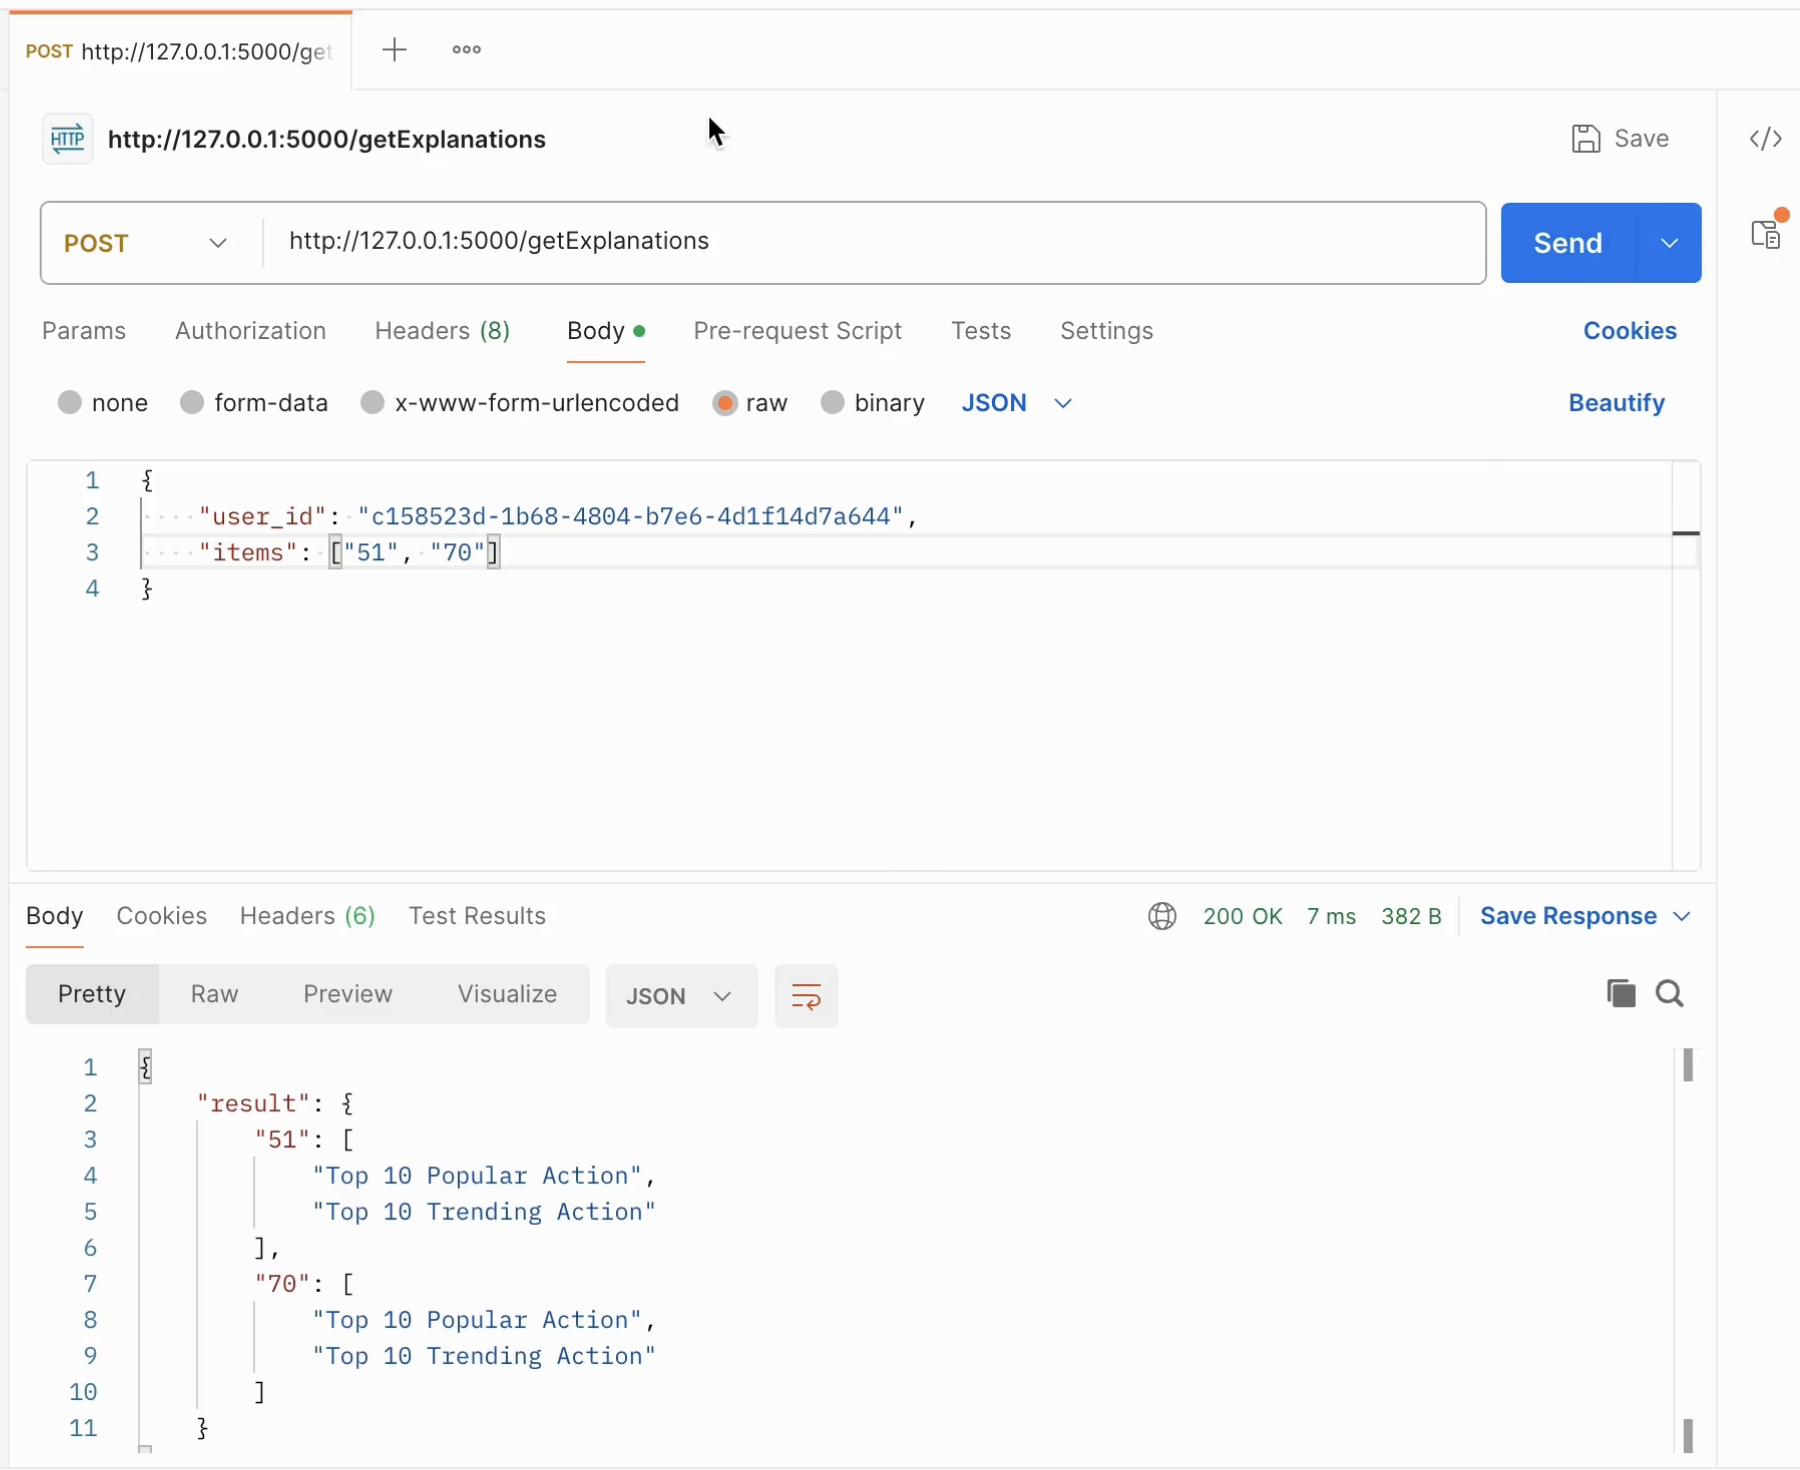 POST http://127.0.0.1:5000/get
HTTP http://127.0.0.1:5000/getExplanations
Save
</>
POST http://127.0.0.1:5000/getExplanations
Send
Params Authorization Headers (8) Body Pre-request Script Tests Settings Cookies
none form-data x-www-form-urlencoded raw binary JSON Beautify
1 {
2 "user_id": "c158523d-1b68-4804-b7e6-4d1f14d7a644",
3 "items": ["51", "70"]
4 }
Body Cookies Headers (6) Test Results 200 OK 7 ms 382 B Save Response
Pretty Raw Preview Visualize JSON
1 {
2 "result": {
3 "51": [
4 "Top 10 Popular Action",
5 "Top 10 Trending Action"
6 ],
7 "70": [
8 "Top 10 Popular Action",
9 "Top 10 Trending Action"
10 ]
11 }